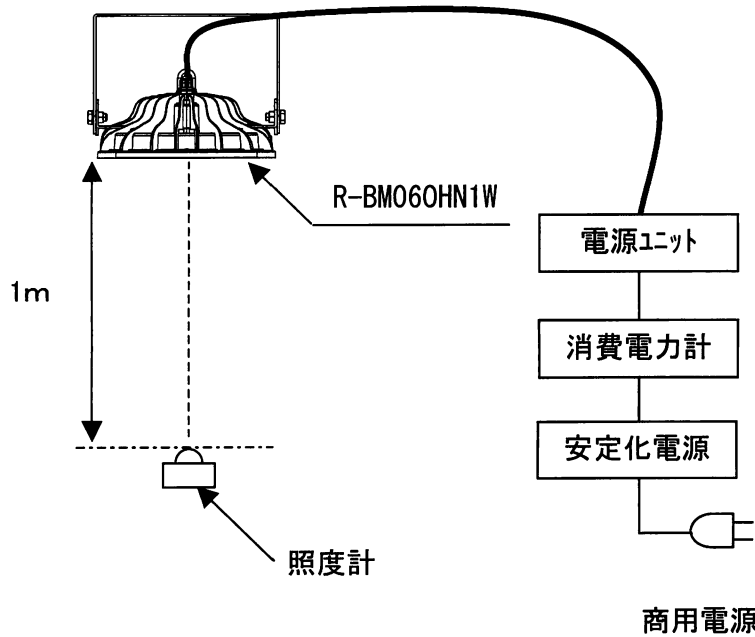 R-BM060HN1W
電源ﾕﾆｯﾄ
1m
消費電力計
安定化電源
照度計
商用電源